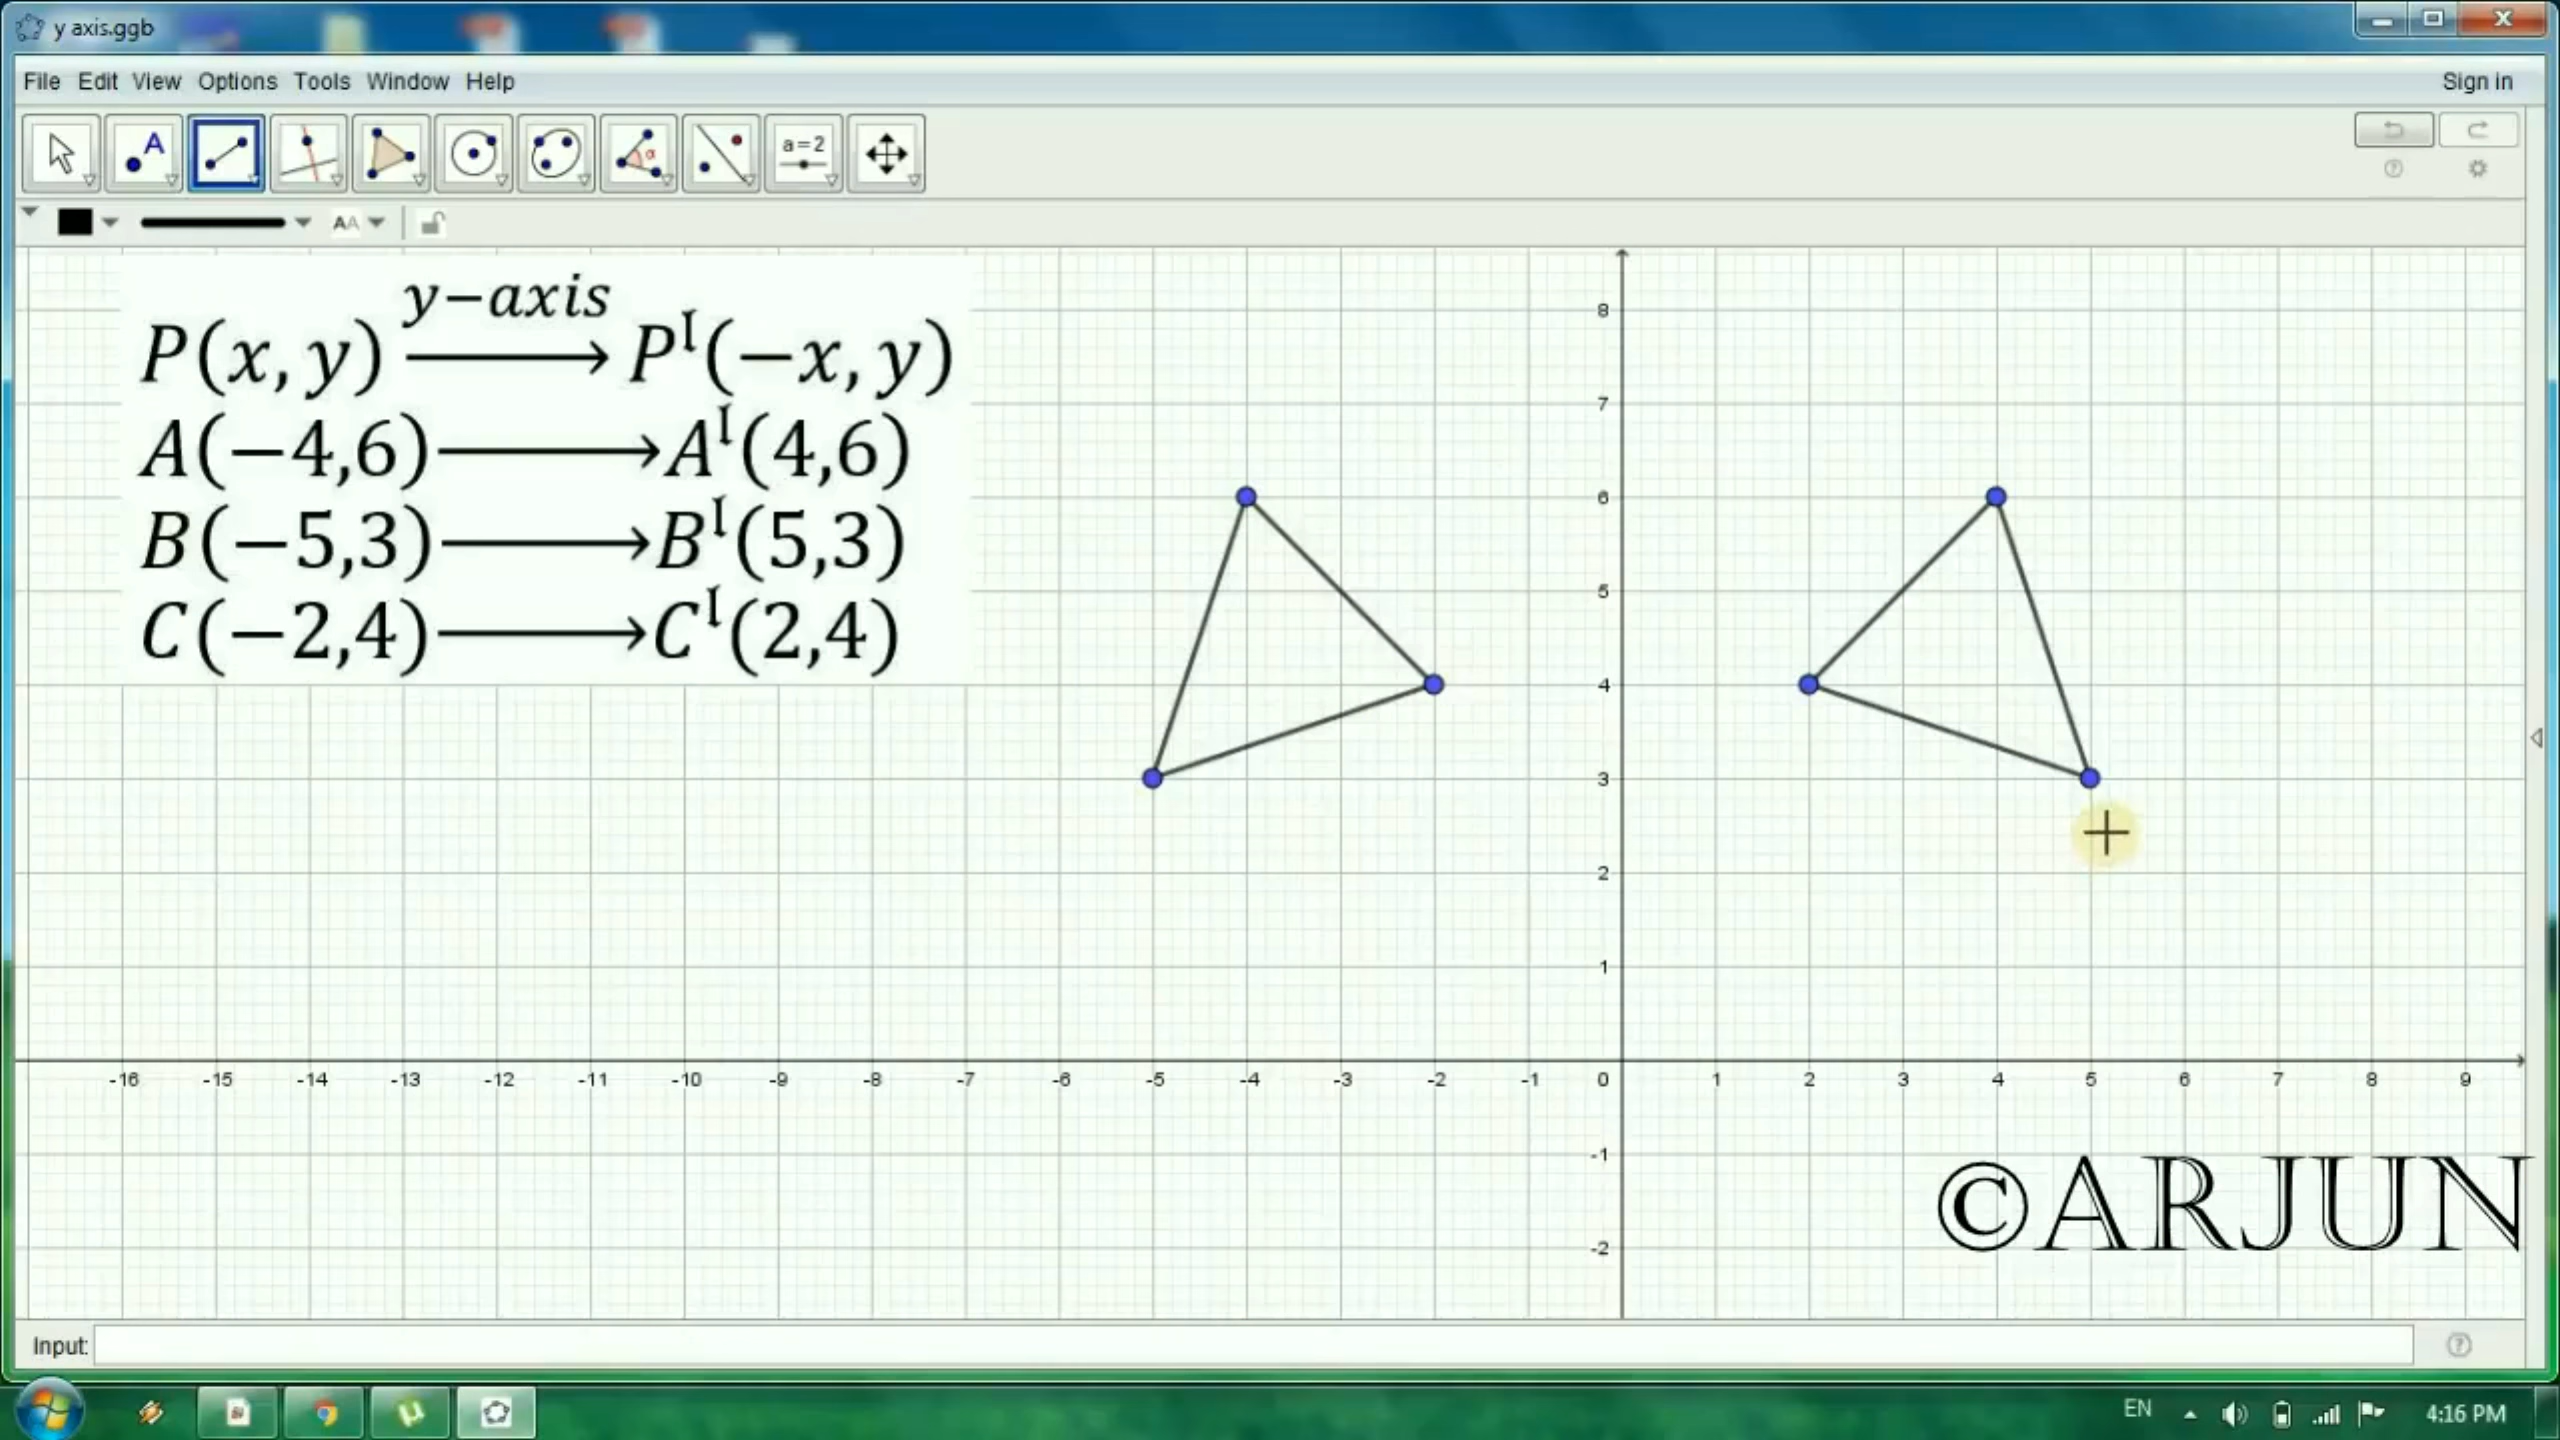 y axis.ggb
File Edit View Options Tools Window Help Sign in
A α a=2
AA
y−axis
P(x,y) ⟶ P^I(−x,y)
A(−4,6) ⟶ A^I(4,6)
B(−5,3) ⟶ B^I(5,3)
C(−2,4) ⟶ C^I(2,4)
8
7
6
5
4
3
2
1
-16 -15 -14 -13 -12 -11 -10 -9 -8 -7 -6 -5 -4 -3 -2 -1 0 1 2 3 4 5 6 7 8 9
-1
-2
©ARJUN
Input:
EN 4:16 PM